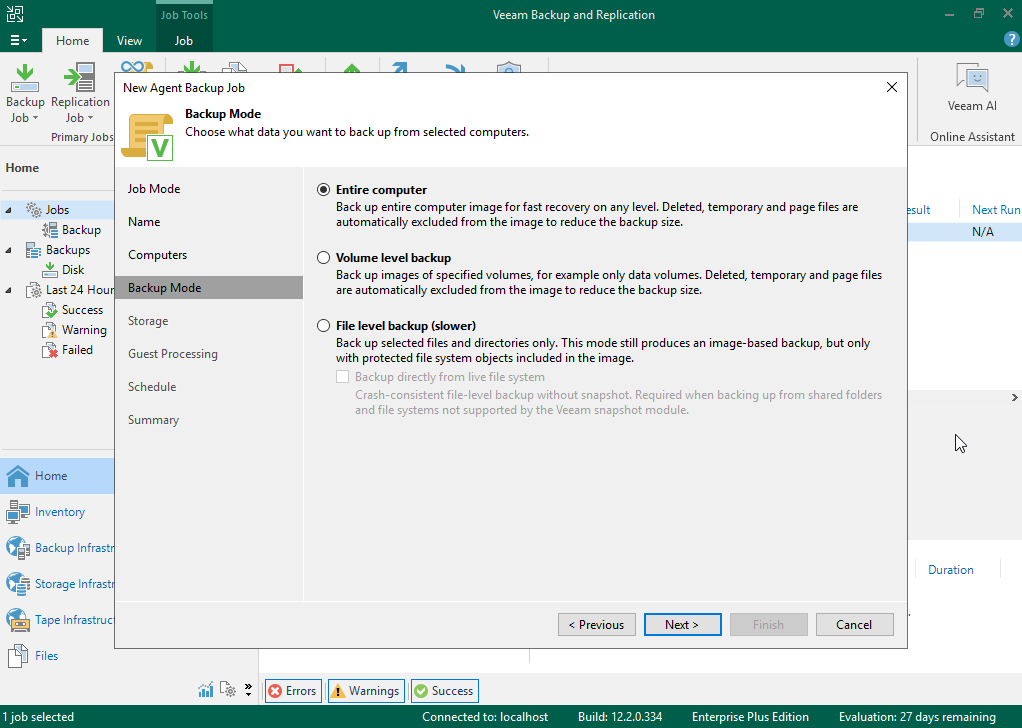 Job Tools
Veeam Backup and Replication
Home
View
Job
Backup Job
Replication Job
Primary Jobs
Veeam AI
Online Assistant
Home
Jobs
Backup
Backups
Disk
Success
Warning
Failed
Next Run
N/A
New Agent Backup Job
Backup Mode
Choose what data you want to back up from selected computers.
Job Mode
Name
Computers
Backup Mode
Storage
Guest Processing
Schedule
Summary
Entire computer
Back up entire computer image for fast recovery on any level. Deleted, temporary and page files are
automatically excluded from the image to reduce the backup size.
Volume level backup
Back up images of specified volumes, for example only data volumes. Deleted, temporary and page files
are automatically excluded from the image to reduce the backup size.
File level backup (slower)
Back up selected files and directories only. This mode still produces an image-based backup, but only
with protected file system objects included in the image.
Backup directly from live file system
Crash-consistent file-level backup without snapshot. Required when backing up from shared folders
and file systems not supported by the Veeam snapshot module.
< Previous
Next >
Finish
Cancel
Duration
Home
Inventory
Backup Infrastr
Storage Infrastr
Tape Infrastruc
Files
Errors
Warnings
Success
1 job selected
Connected to: localhost
Build: 12.2.0.334
Enterprise Plus Edition
Evaluation: 27 days remaining